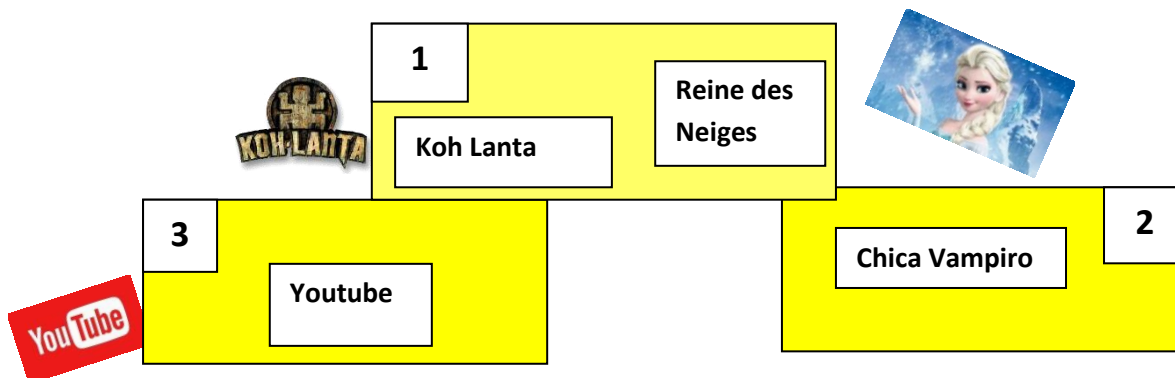 1
Koh Lanta
Reine des
Neiges
KOH-LANTA
3
Youtube
YouTube
2
Chica Vampiro